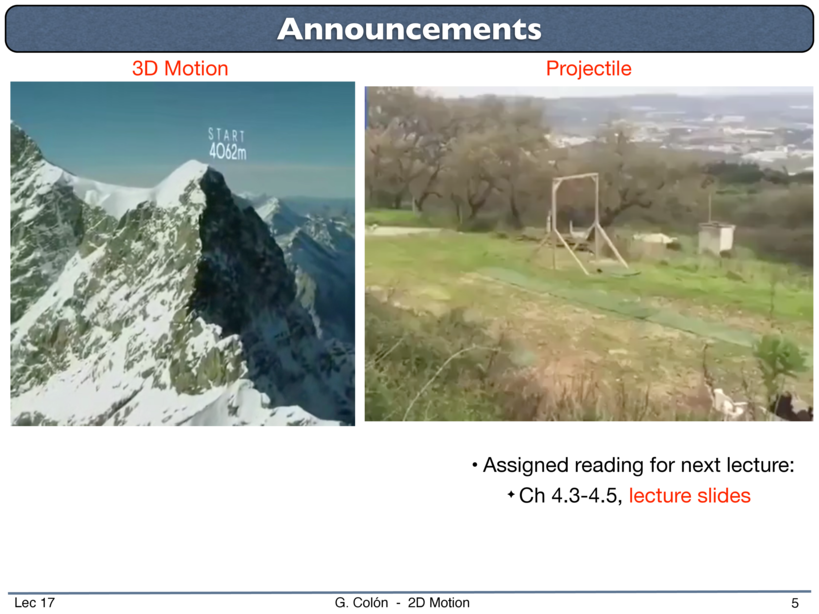 Announcements
3D Motion
Projectile
START
4062m
• Assigned reading for next lecture:
✦ Ch 4.3-4.5, lecture slides
Lec 17
G. Colón - 2D Motion
5